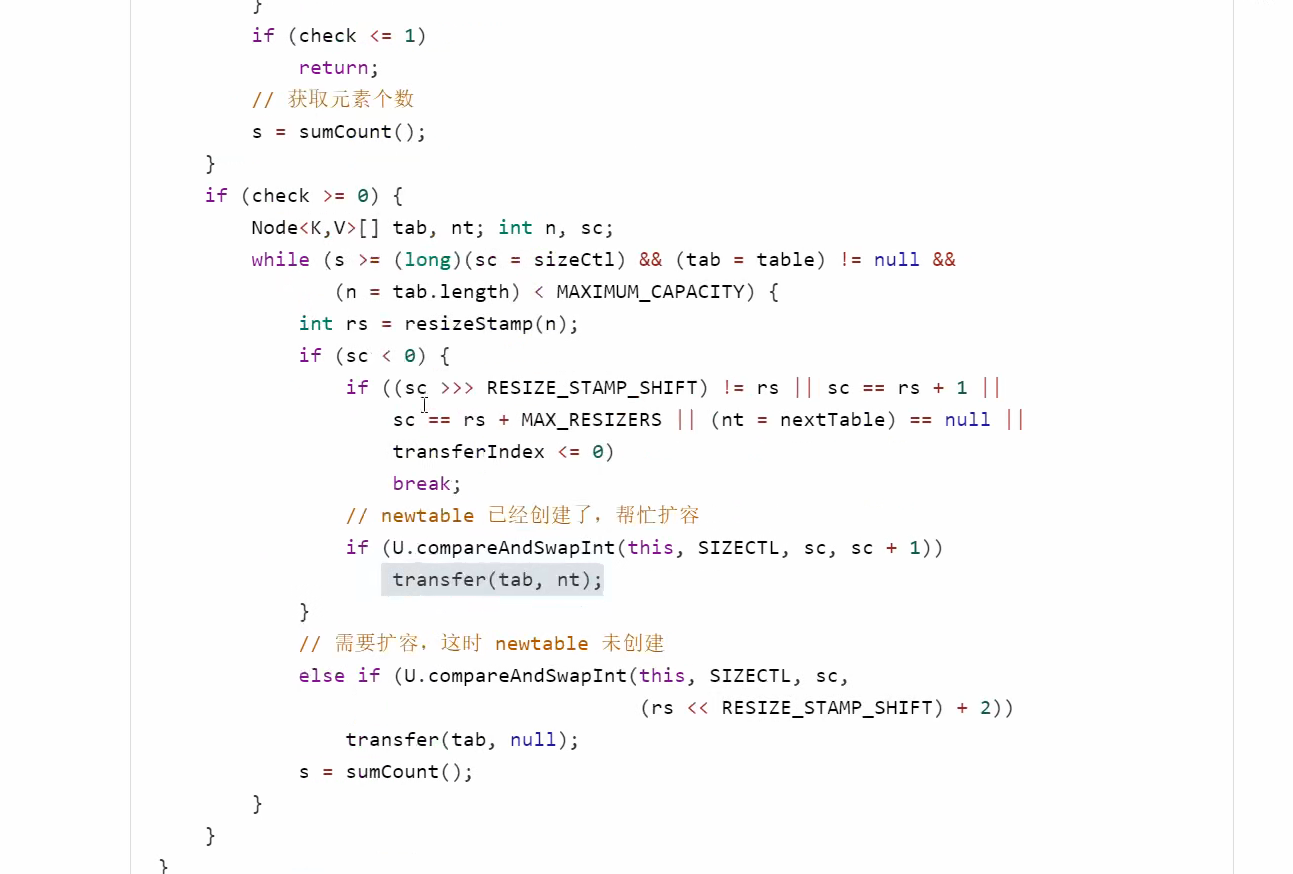 }
if (check <= 1)
return;
// 获取元素个数
s = sumCount();
}
if (check >= 0) {
Node<K,V>[] tab, nt; int n, sc;
while (s >= (long)(sc = sizeCtl) && (tab = table) != null &&
(n = tab.length) < MAXIMUM_CAPACITY) {
int rs = resizeStamp(n);
if (sc < 0) {
if ((sc >>> RESIZE_STAMP_SHIFT) != rs || sc == rs + 1 ||
sc == rs + MAX_RESIZERS || (nt = nextTable) == null ||
transferIndex <= 0)
break;
// newtable 已经创建了，帮忙扩容
if (U.compareAndSwapInt(this, SIZECTL, sc, sc + 1))
transfer(tab, nt);
}
// 需要扩容，这时 newtable 未创建
else if (U.compareAndSwapInt(this, SIZECTL, sc,
(rs << RESIZE_STAMP_SHIFT) + 2))
transfer(tab, null);
s = sumCount();
}
}
}